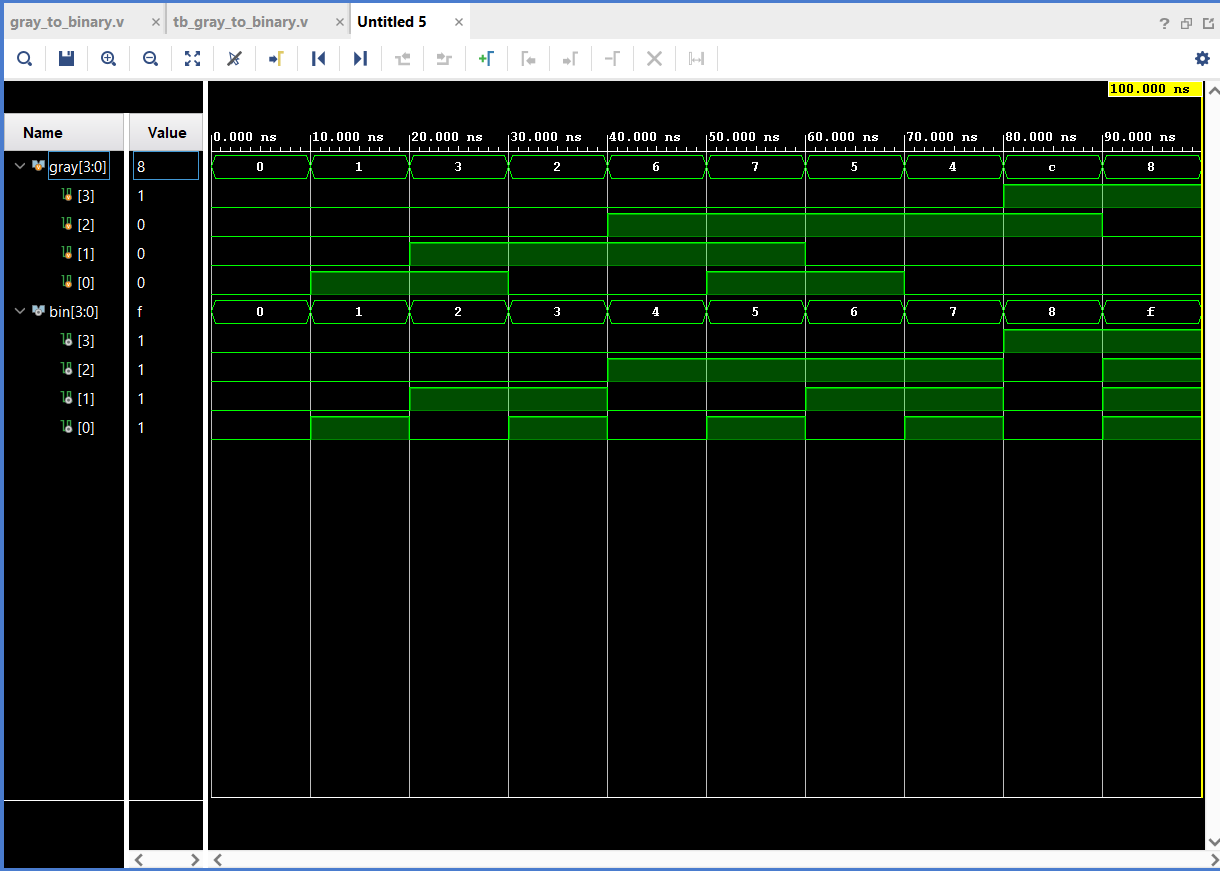 gray_to_binary.v × tb_gray_to_binary.v × Untitled 5 × ?
100.000 ns
Name Value 0.000 ns 10.000 ns 20.000 ns 30.000 ns 40.000 ns 50.000 ns 60.000 ns 70.000 ns 80.000 ns 90.000 ns
gray[3:0] 8 0 1 3 2 6 7 5 4 c 8
[3] 1
[2] 0
[1] 0
[0] 0
bin[3:0] f 0 1 2 3 4 5 6 7 8 f
[3] 1
[2] 1
[1] 1
[0] 1